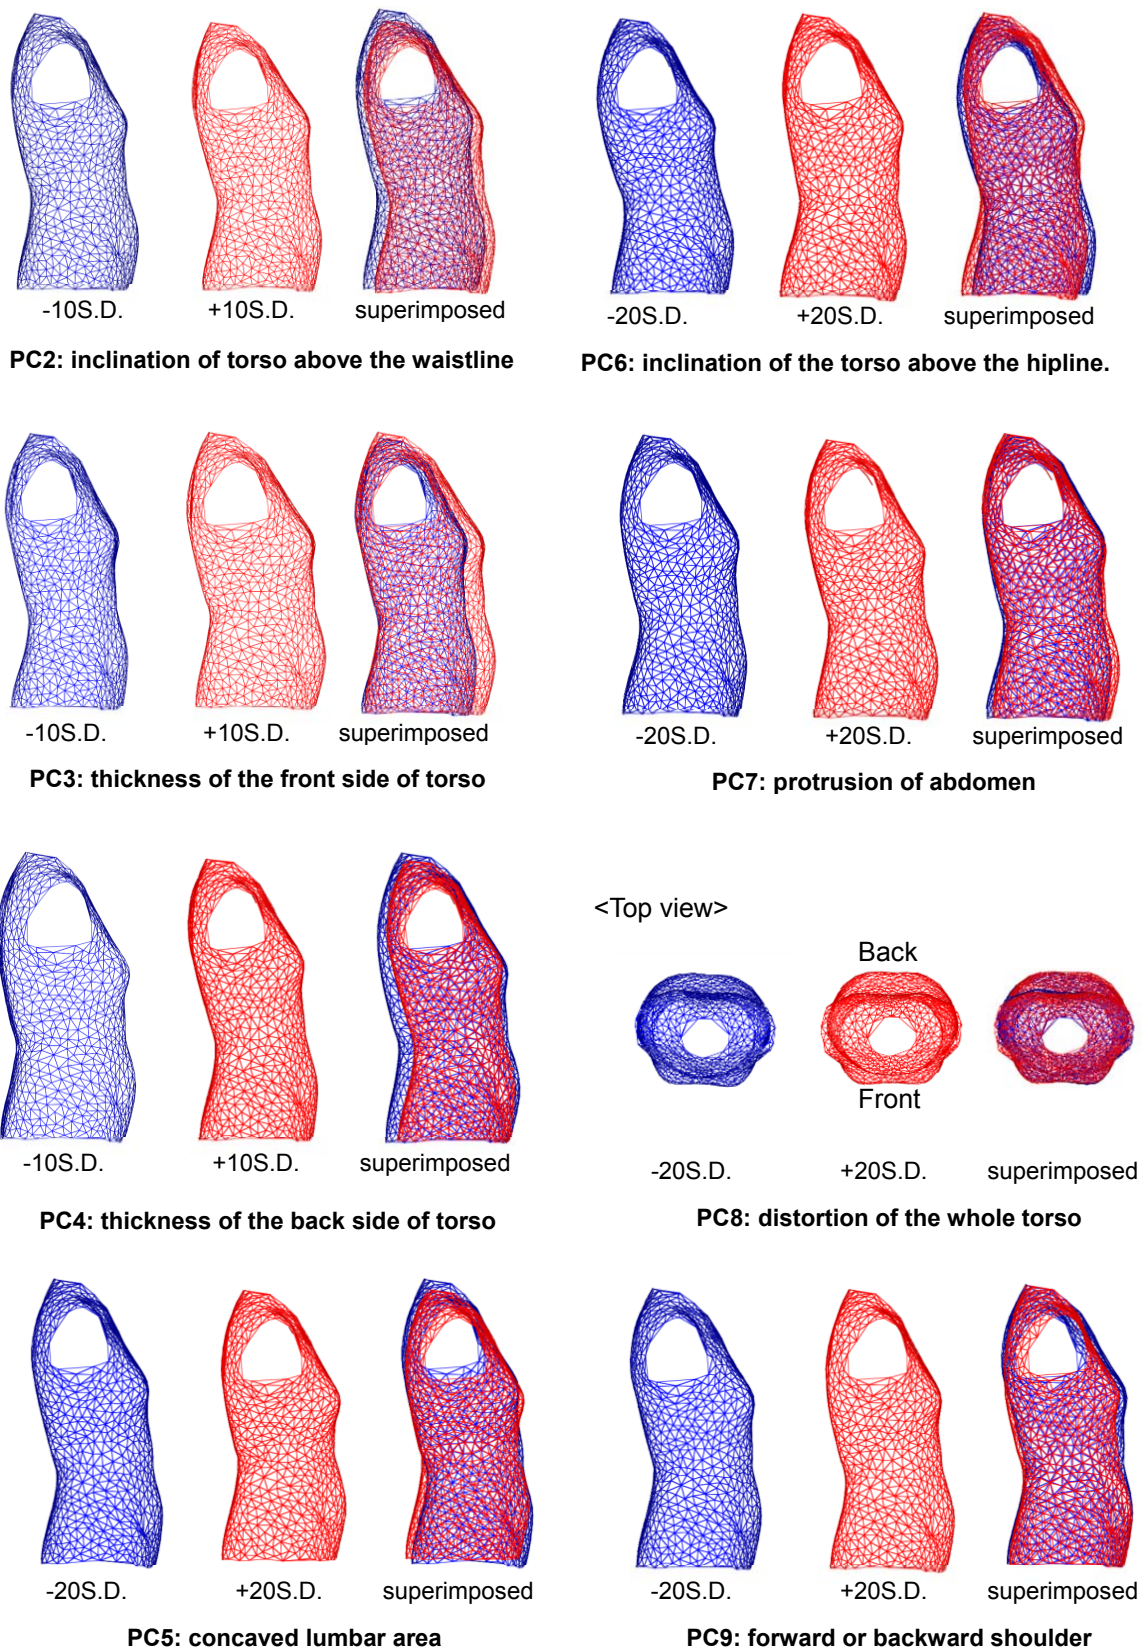 -10S.D. +10S.D. superimposed
PC2: inclination of torso above the waistline
-20S.D. +20S.D. superimposed
PC6: inclination of the torso above the hipline.
-10S.D. +10S.D. superimposed
PC3: thickness of the front side of torso
-20S.D. +20S.D. superimposed
PC7: protrusion of abdomen
-10S.D. +10S.D. superimposed
PC4: thickness of the back side of torso
<Top view>
Back
Front
-20S.D. +20S.D. superimposed
PC8: distortion of the whole torso
-20S.D. +20S.D. superimposed
PC5: concaved lumbar area
-20S.D. +20S.D. superimposed
PC9: forward or backward shoulder